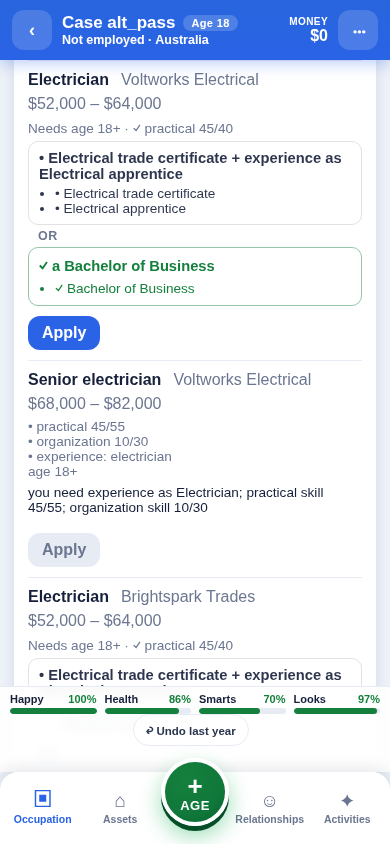 ‹
Case alt_pass Age 18
Not employed · Australia
MONEY
$0
•••
Electrician Voltworks Electrical
$52,000 – $64,000
Needs age 18+ · ✓ practical 45/40
• Electrical trade certificate + experience as
Electrical apprentice
• • Electrical trade certificate
• • Electrical apprentice
OR
✓ a Bachelor of Business
• ✓ Bachelor of Business
Apply
Senior electrician Voltworks Electrical
$68,000 – $82,000
• practical 45/55
• organization 10/30
• experience: electrician
age 18+
you need experience as Electrician; practical skill
45/55; organization skill 10/30
Apply
Electrician Brightspark Trades
$52,000 – $64,000
Needs age 18+ · ✓ practical 45/40
• Electrical trade certificate + experience as
Happy 100% Health 86% Smarts 70% Looks 97%
Undo last year
+
AGE
Occupation Assets Relationships Activities